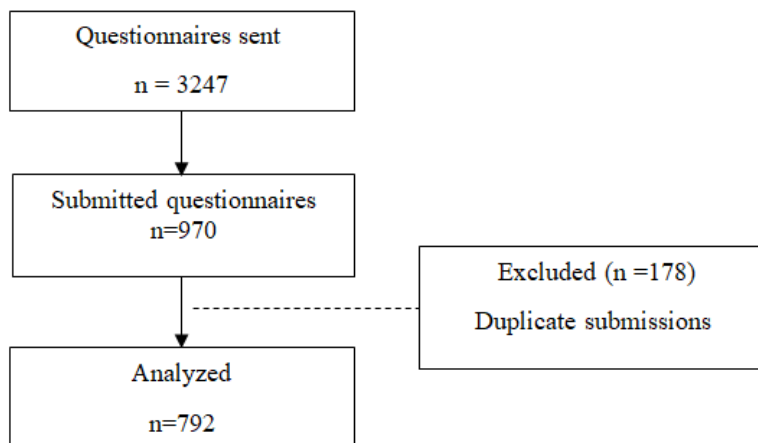 Questionnaires sent
n = 3247
Submitted questionnaires
n=970
Excluded (n =178)
Duplicate submissions
Analyzed
n=792